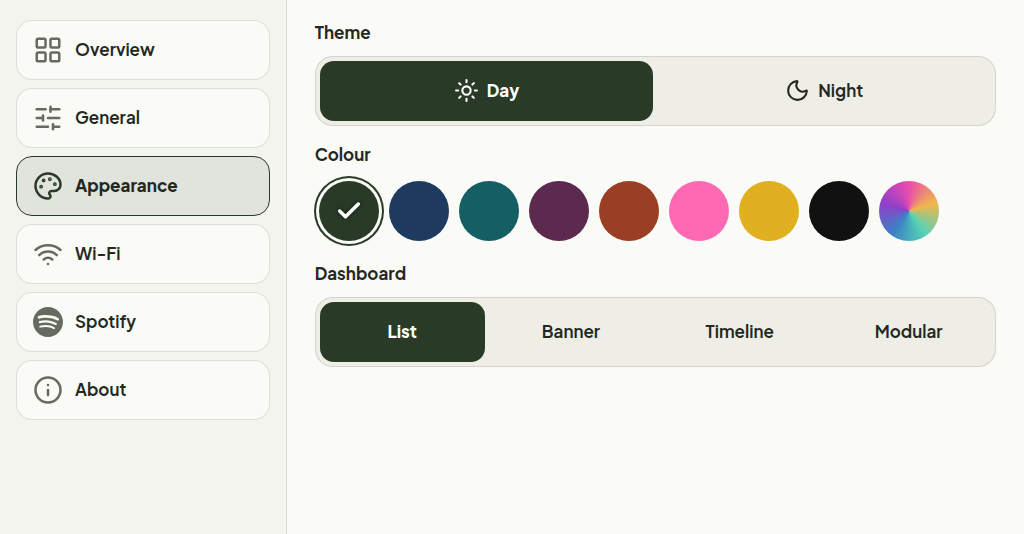 Overview
General
Appearance
Wi-Fi
Spotify
About
Theme
Day
Night
Colour
Dashboard
List
Banner
Timeline
Modular